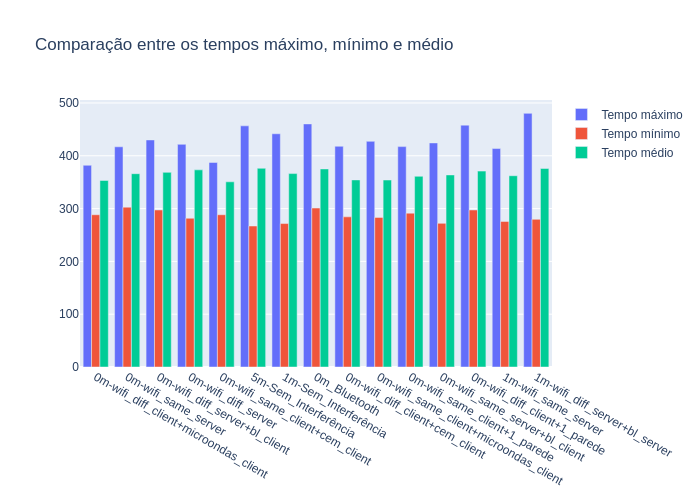 Comparação entre os tempos máximo, mínimo e médio
Tempo máximo
Tempo mínimo
Tempo médio
500
400
300
200
100
0
0m-wifi_diff_client+microondas_client
0m-wifi_same_server
0m-wifi_diff_server+bl_client
0m-wifi_diff_server
0m-wifi_same_client+cem_client
5m-Sem_Interferência
1m-Sem_Interferência
0m_Bluetooth
0m-wifi_diff_client+cem_client
0m-wifi_same_client+microondas_client
0m-wifi_same_client+1_parede
0m-wifi_same_server+bl_client
0m-wifi_diff_client+1_parede
1m-wifi_same_server
1m-wifi_diff_server+bl_server